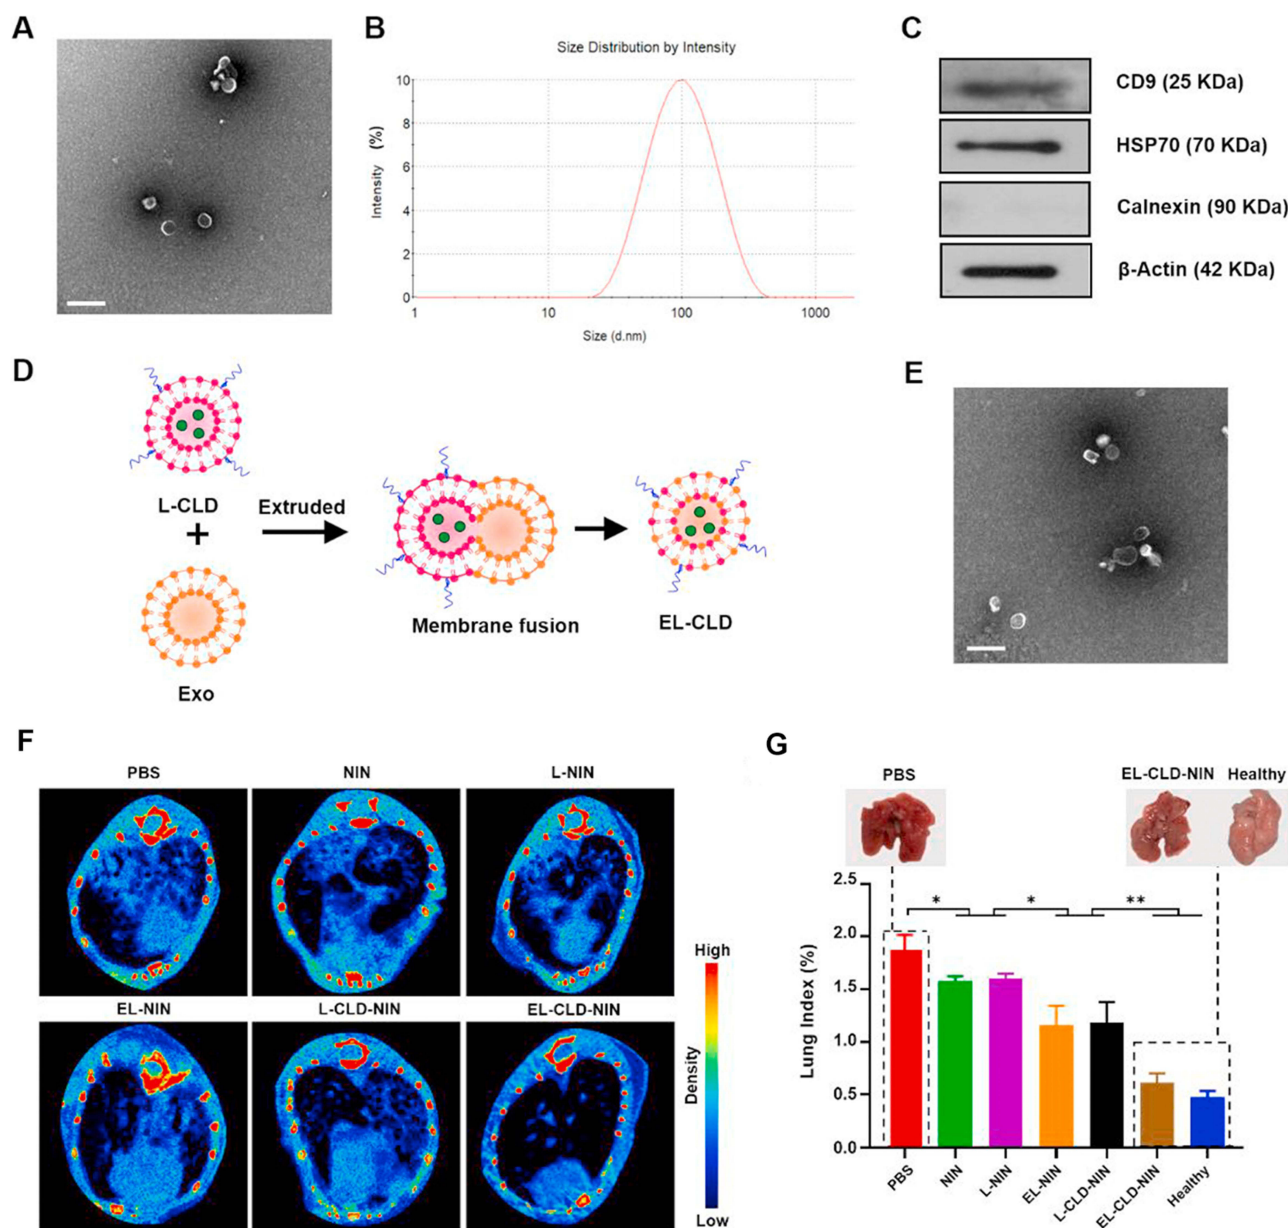 A
B
C
Size Distribution by Intensity
Intensity (%)
10
8
6
4
2
0
1
10
100
1000
Size (d.nm)
CD9 (25 KDa)
HSP70 (70 KDa)
Calnexin (90 KDa)
β-Actin (42 KDa)
D
L-CLD
+
Exo
Extruded
Membrane fusion
EL-CLD
E
F
PBS
NIN
L-NIN
EL-NIN
L-CLD-NIN
EL-CLD-NIN
High
Density
Low
G
PBS
EL-CLD-NIN
Healthy
Lung Index (%)
2.5
2.0
1.5
1.0
0.5
0.0
*
*
**
PBS
NIN
L-NIN
EL-NIN
L-CLD-NIN
EL-CLD-NIN
Healthy